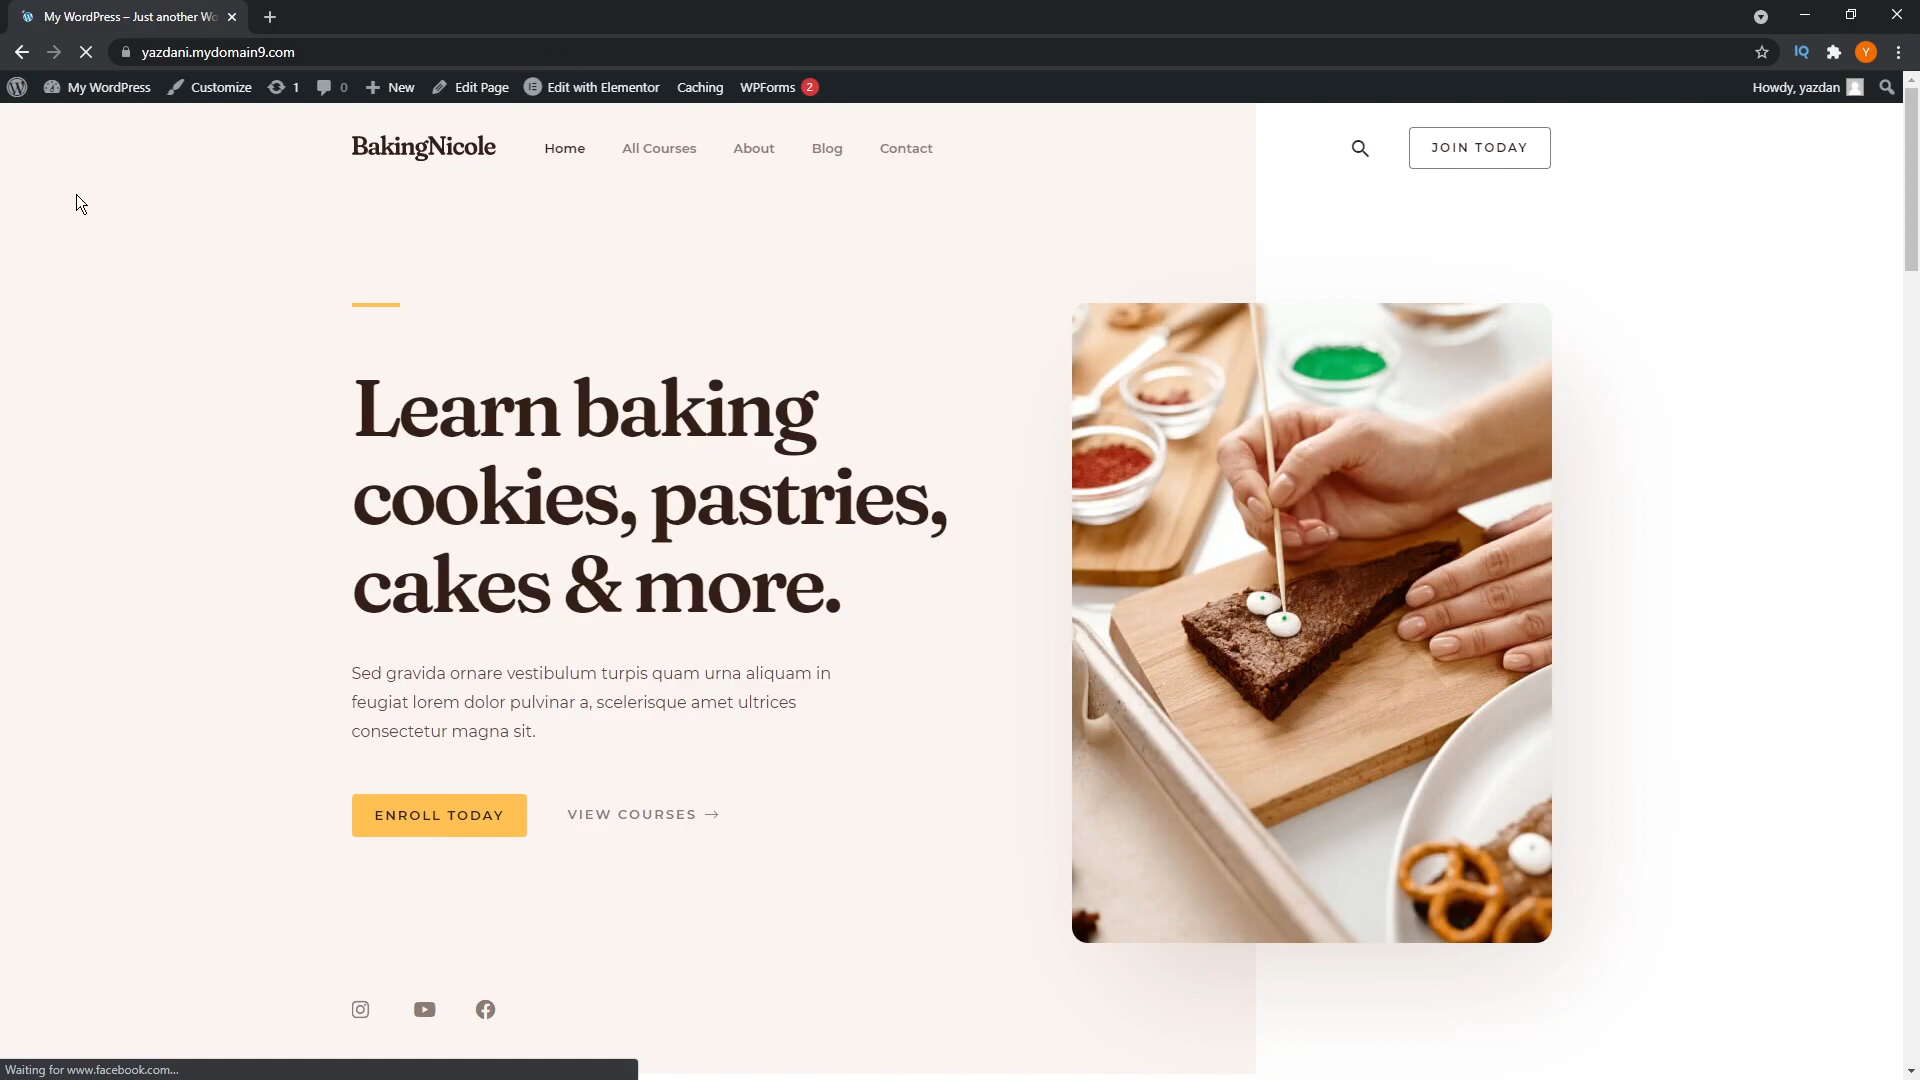 My WordPress – Just another Wo
yazdani.mydomain9.com
IQ
Y
My WordPress Customize 1 0 New Edit Page Edit with Elementor Caching WPForms 2 Howdy, yazdan
BakingNicole Home All Courses About Blog Contact JOIN TODAY
Learn baking
cookies, pastries,
cakes & more.
Sed gravida ornare vestibulum turpis quam urna aliquam in
feugiat lorem dolor pulvinar a, scelerisque amet ultrices
consectetur magna sit.
ENROLL TODAY VIEW COURSES →
Waiting for www.facebook.com...